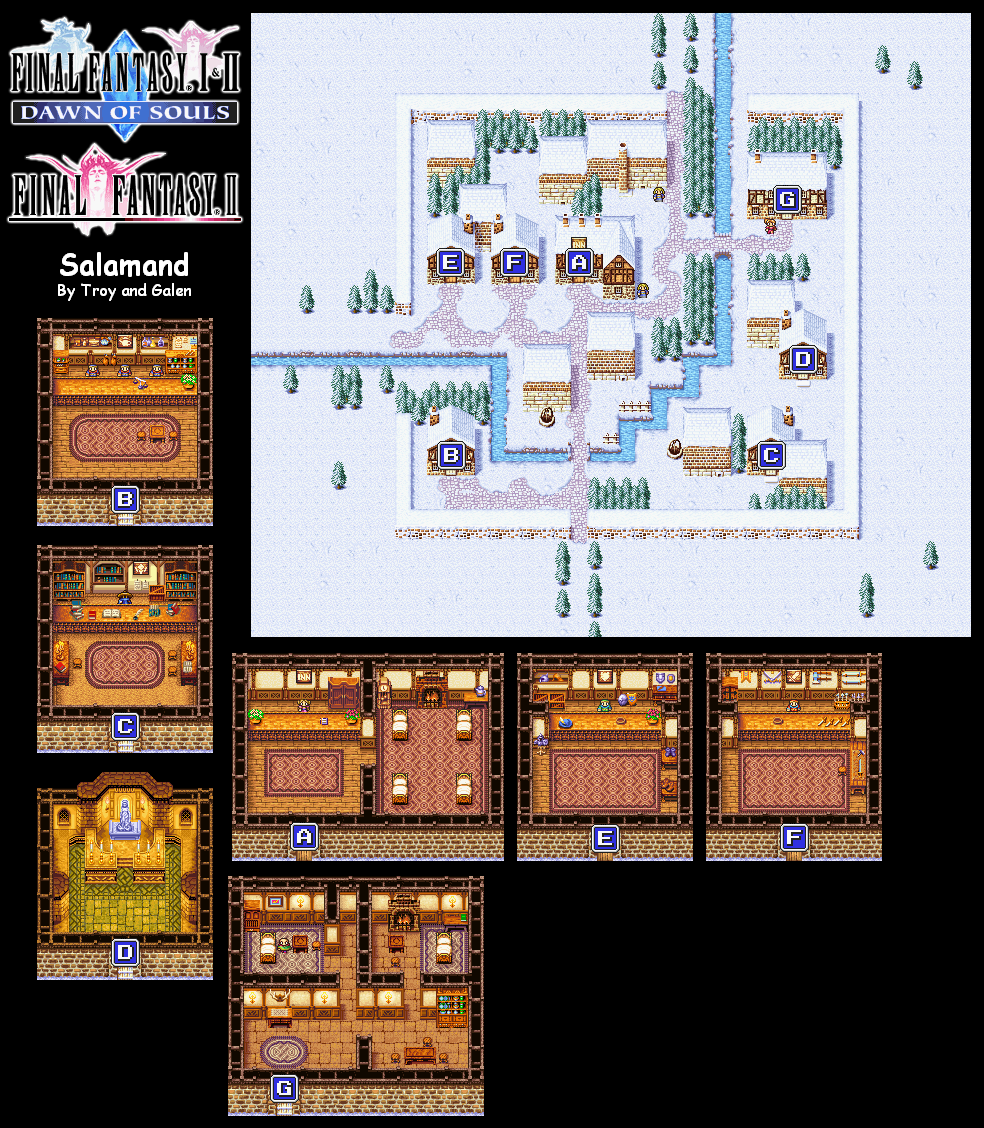 FINAL FANTASY. I & II
DAWN OF SOULS
FINAL FANTASY. II
Salamand
By Troy and Galen
G
E
F
A
D
B
C
B
C
A
E
F
D
G